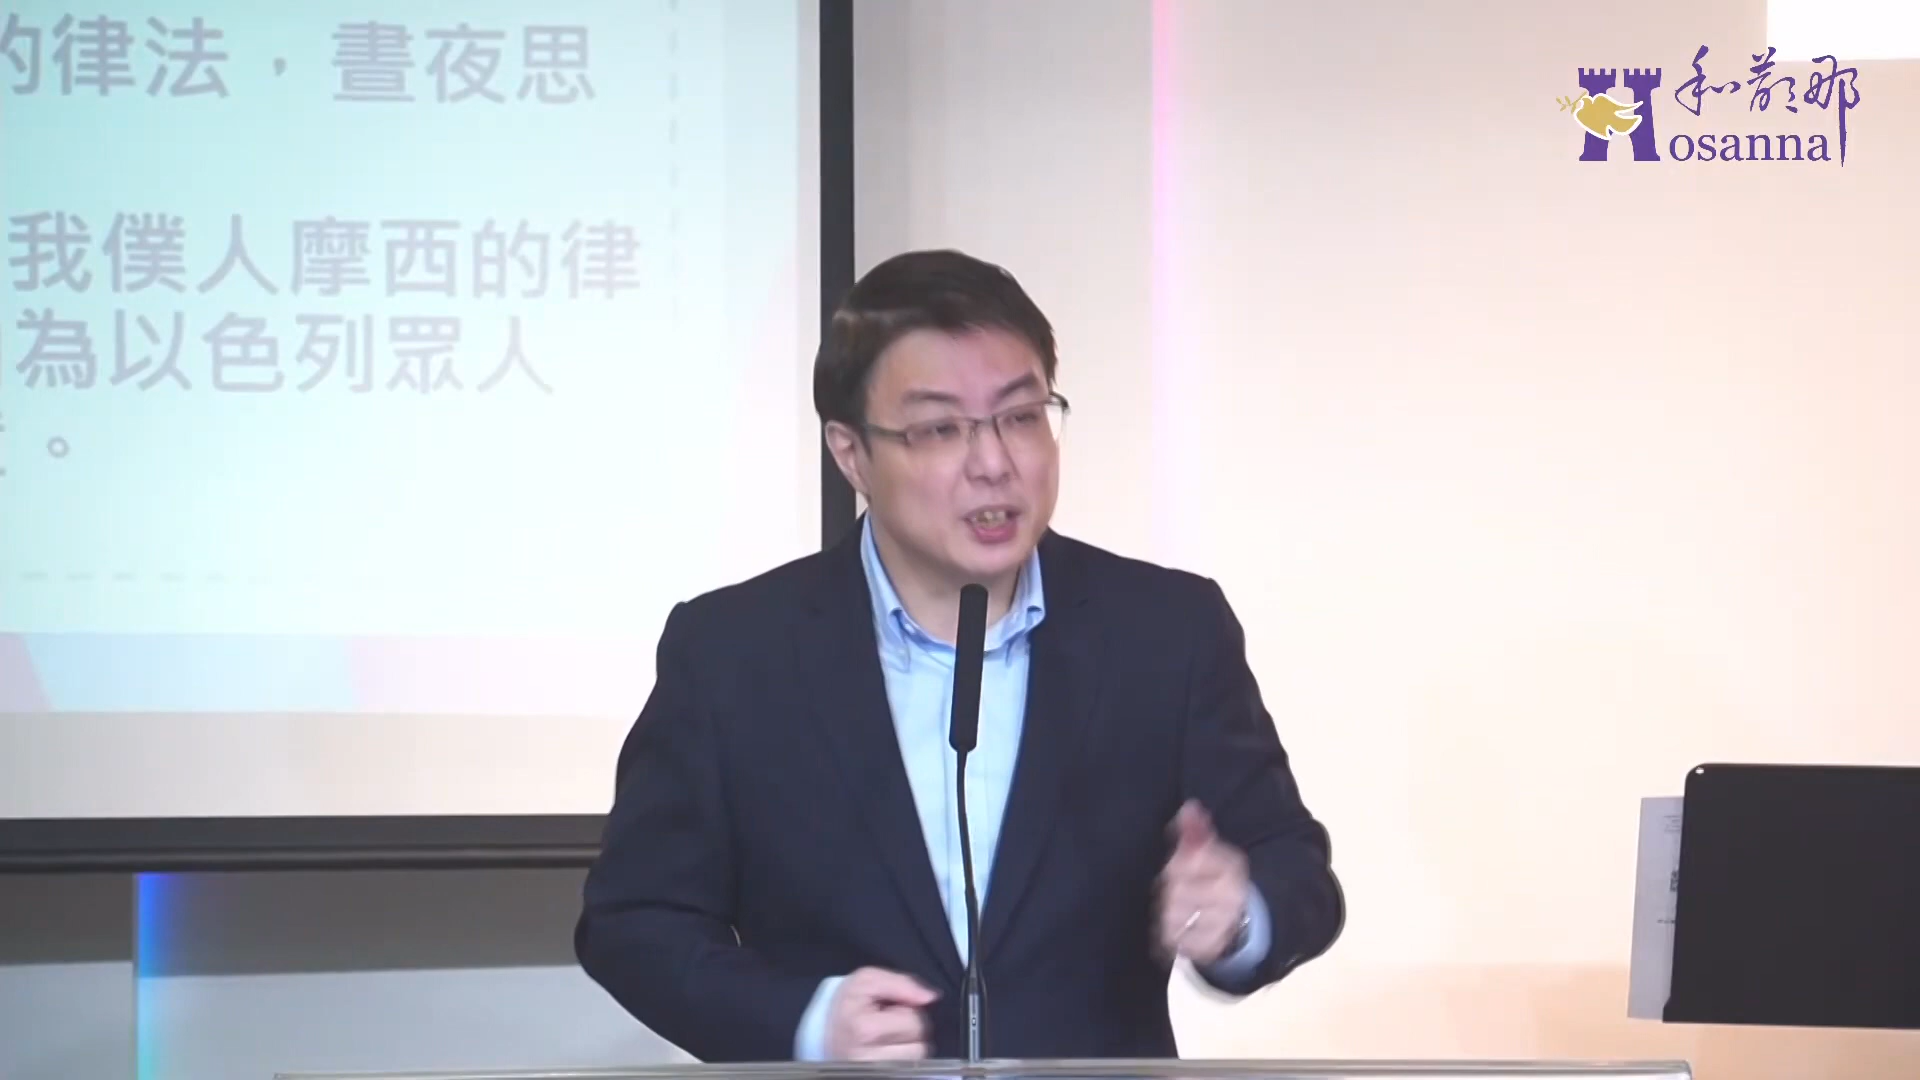 的律法，晝夜思
我僕人摩西的律
為以色列眾人
。
和散那
Hosanna